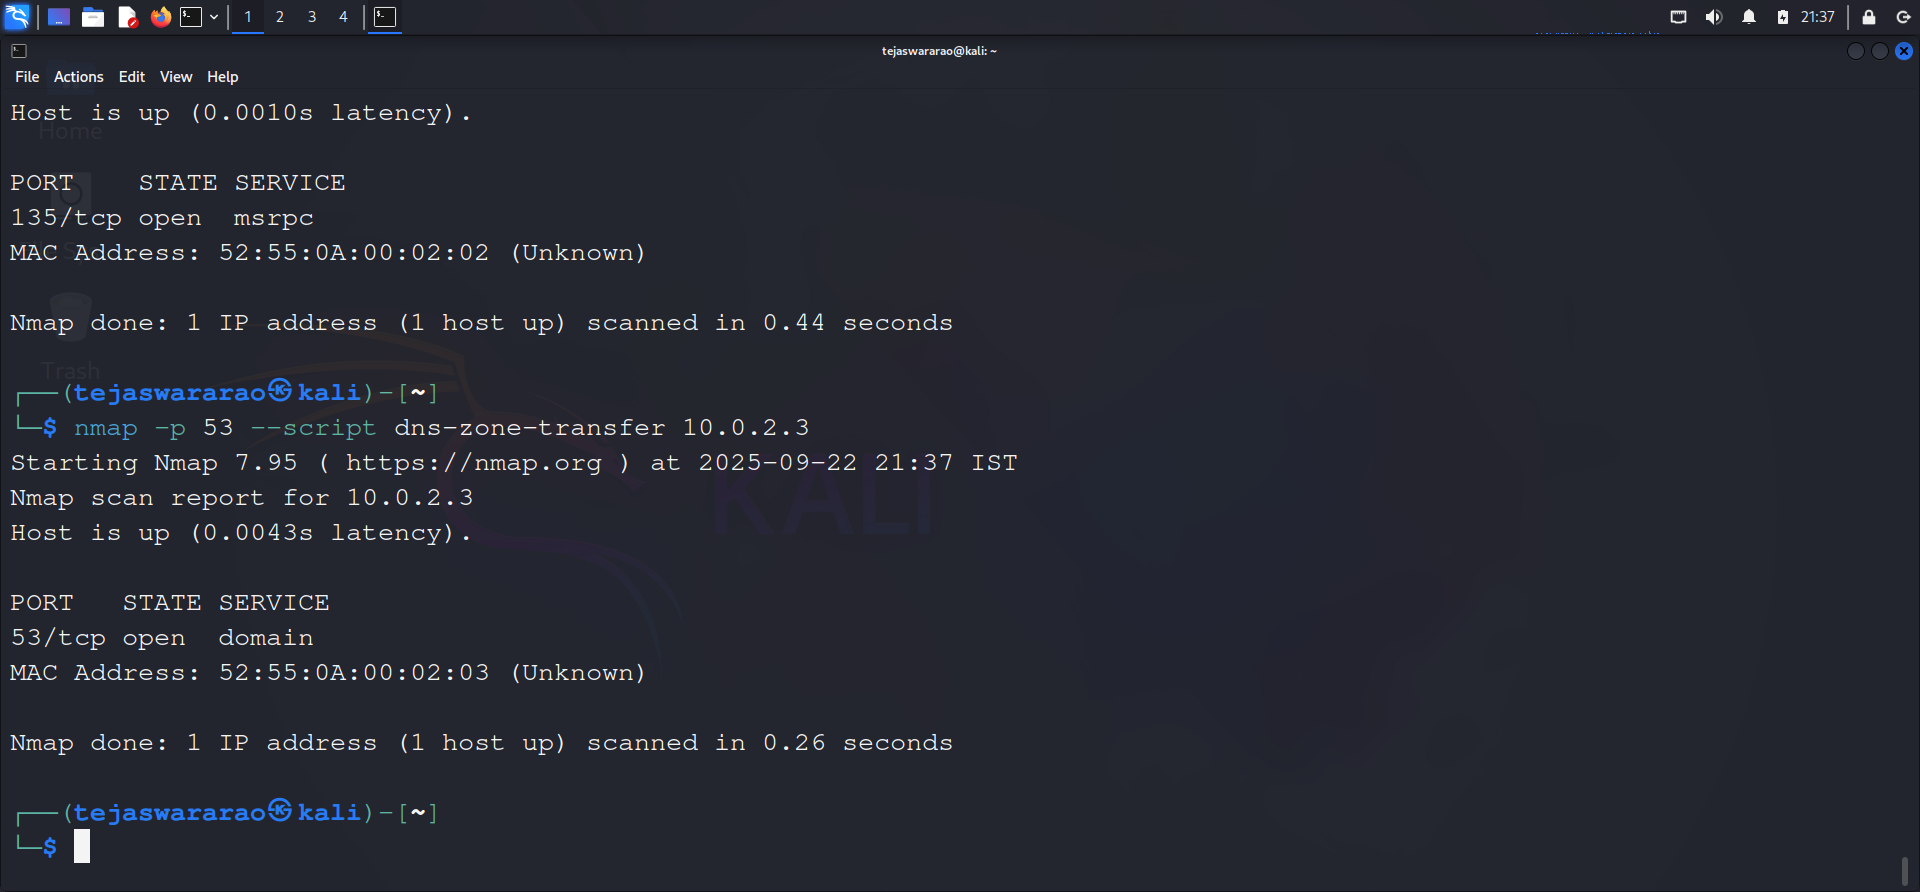 1 2 3 4
21:37
tejaswararao@kali: ~
File Actions Edit View Help
Host is up (0.0010s latency).
Home
PORT    STATE SERVICE
135/tcp open  msrpc
MAC Address: 52:55:0A:00:02:02 (Unknown)
Nmap done: 1 IP address (1 host up) scanned in 0.44 seconds
Trash
┌──(tejaswararao㉿kali)-[~]
└─$ nmap -p 53 --script dns-zone-transfer 10.0.2.3
Starting Nmap 7.95 ( https://nmap.org ) at 2025-09-22 21:37 IST
Nmap scan report for 10.0.2.3
KALI
Host is up (0.0043s latency).
PORT   STATE SERVICE
53/tcp open  domain
MAC Address: 52:55:0A:00:02:03 (Unknown)
Nmap done: 1 IP address (1 host up) scanned in 0.26 seconds
┌──(tejaswararao㉿kali)-[~]
└─$